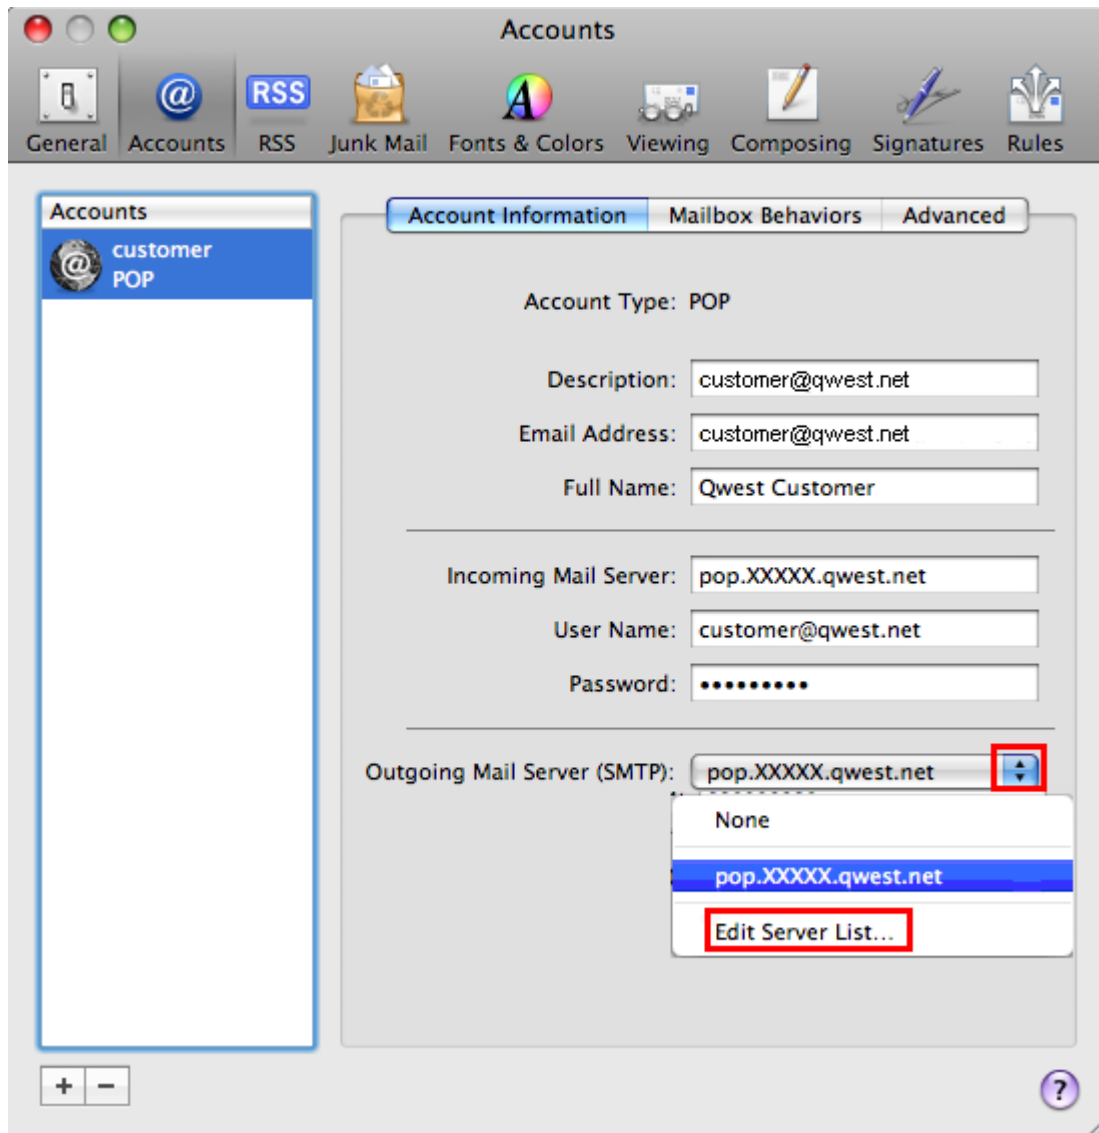 Accounts
RSS
General Accounts RSS Junk Mail Fonts & Colors Viewing Composing Signatures Rules
Accounts
customer
POP
Account Information Mailbox Behaviors Advanced
Account Type: POP
Description: customer@qwest.net
Email Address: customer@qwest.net
Full Name: Qwest Customer
Incoming Mail Server: pop.XXXXX.qwest.net
User Name: customer@qwest.net
Password: •••••••••
Outgoing Mail Server (SMTP): pop.XXXXX.qwest.net
None
pop.XXXXX.qwest.net
Edit Server List...
+ −
?